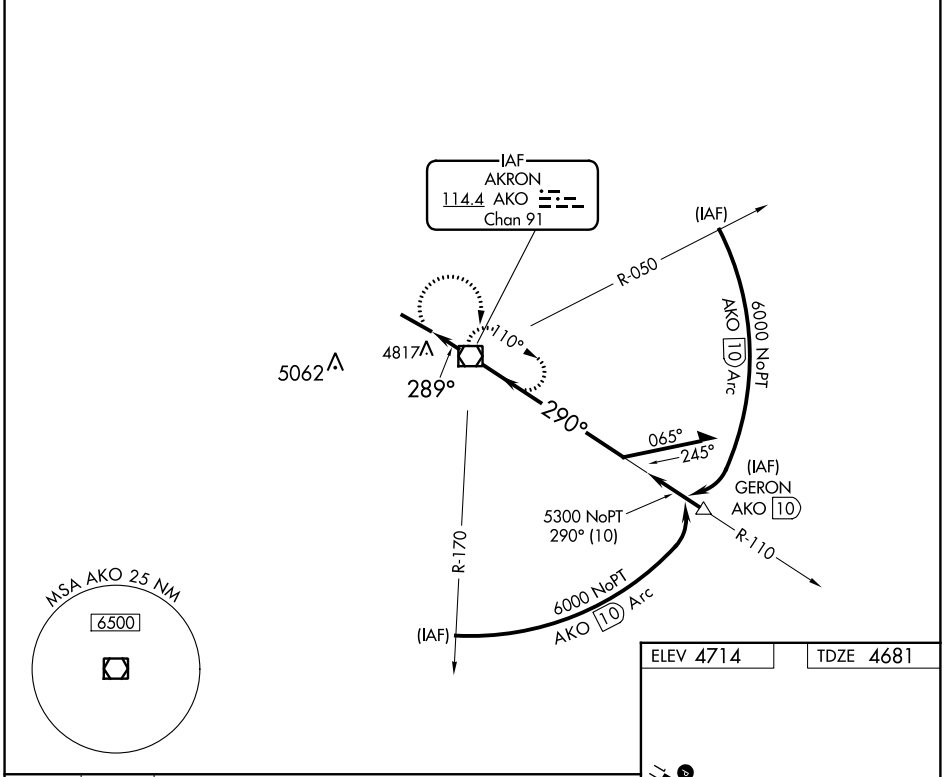 IAF
AKRON
114.4 AKO
Chan 91
(IAF)
R-050
6000 NoPT
AKO 10 Arc
4817
110°
5062
289°
290°
065°
245°
(IAF)
GERON
AKO 10
5300 NoPT
290° (10)
R-110
R-170
6000 NoPT
AKO 10 Arc
(IAF)
MSA AKO 25 NM
6500
ELEV 4714
TDZE 4681